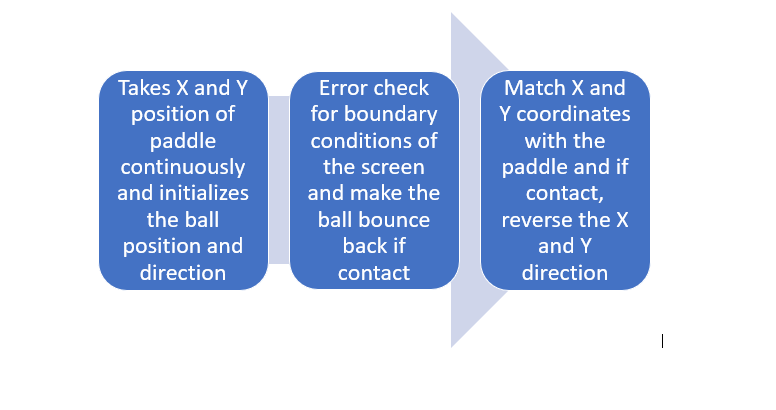 Takes X and Y
position of
paddle
continuously
and initializes
the ball
position and
direction
Error check
for boundary
conditions of
the screen
and make the
ball bounce
back if
contact
Match X and
Y coordinates
with the
paddle and if
contact,
reverse the X
and Y
direction